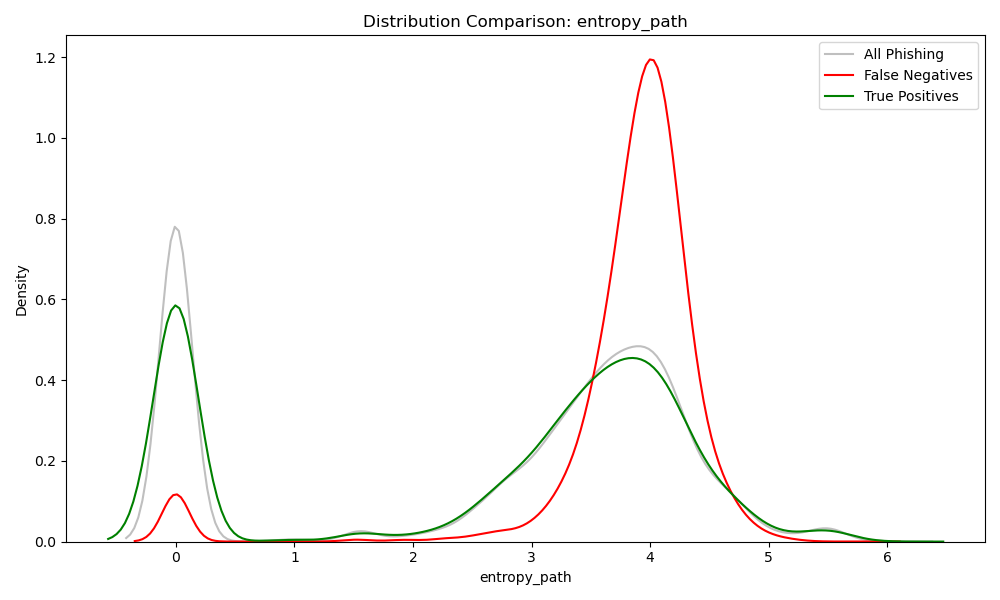 Distribution Comparison: entropy_path
All Phishing
False Negatives
True Positives
Density
1.2
1.0
0.8
0.6
0.4
0.2
0.0
0 1 2 3 4 5 6
entropy_path